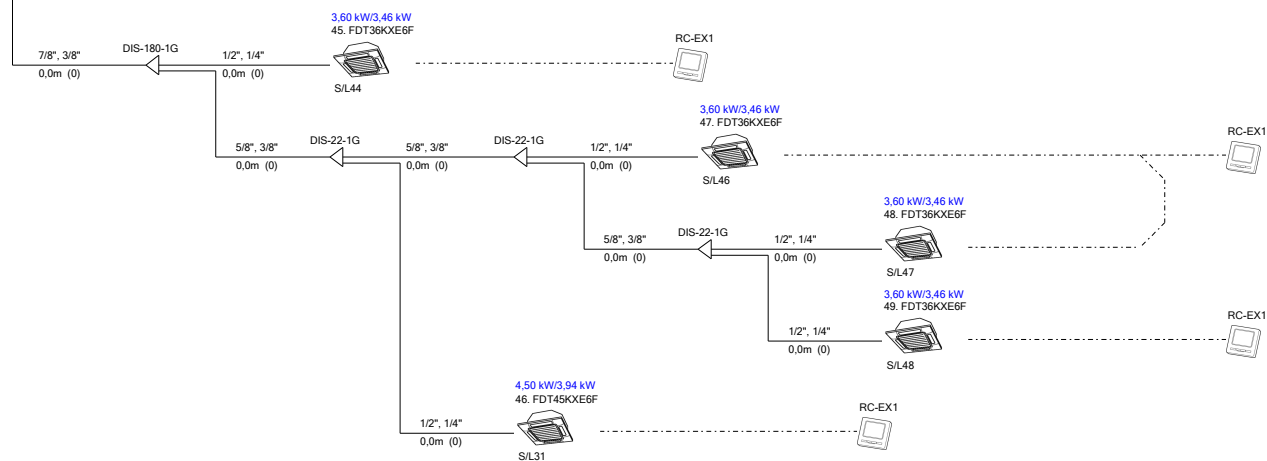 3,60 kW/3,46 kW
45. FDT36KXE6F
RC-EX1
7/8", 3/8"
DIS-180-1G
1/2", 1/4"
0,0m (0)
0,0m (0)
S/L44
3,60 kW/3,46 kW
47. FDT36KXE6F
RC-EX1
5/8", 3/8"
DIS-22-1G
5/8", 3/8"
DIS-22-1G
1/2", 1/4"
0,0m (0)
0,0m (0)
0,0m (0)
S/L46
3,60 kW/3,46 kW
48. FDT36KXE6F
5/8", 3/8"
DIS-22-1G
1/2", 1/4"
0,0m (0)
0,0m (0)
S/L47
3,60 kW/3,46 kW
49. FDT36KXE6F
RC-EX1
1/2", 1/4"
0,0m (0)
S/L48
4,50 kW/3,94 kW
46. FDT45KXE6F
RC-EX1
1/2", 1/4"
0,0m (0)
S/L31